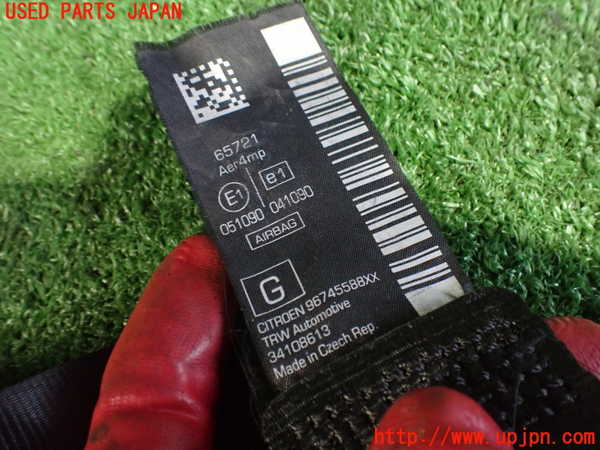 USED PARTS JAPAN
65721
Aer4mp
E1 e1
051090 041090
AIRBAG
G
CITROEN 96745588XX
TRW Automotive
34108613
Made in Czech Rep.
http://www.upjpn.com